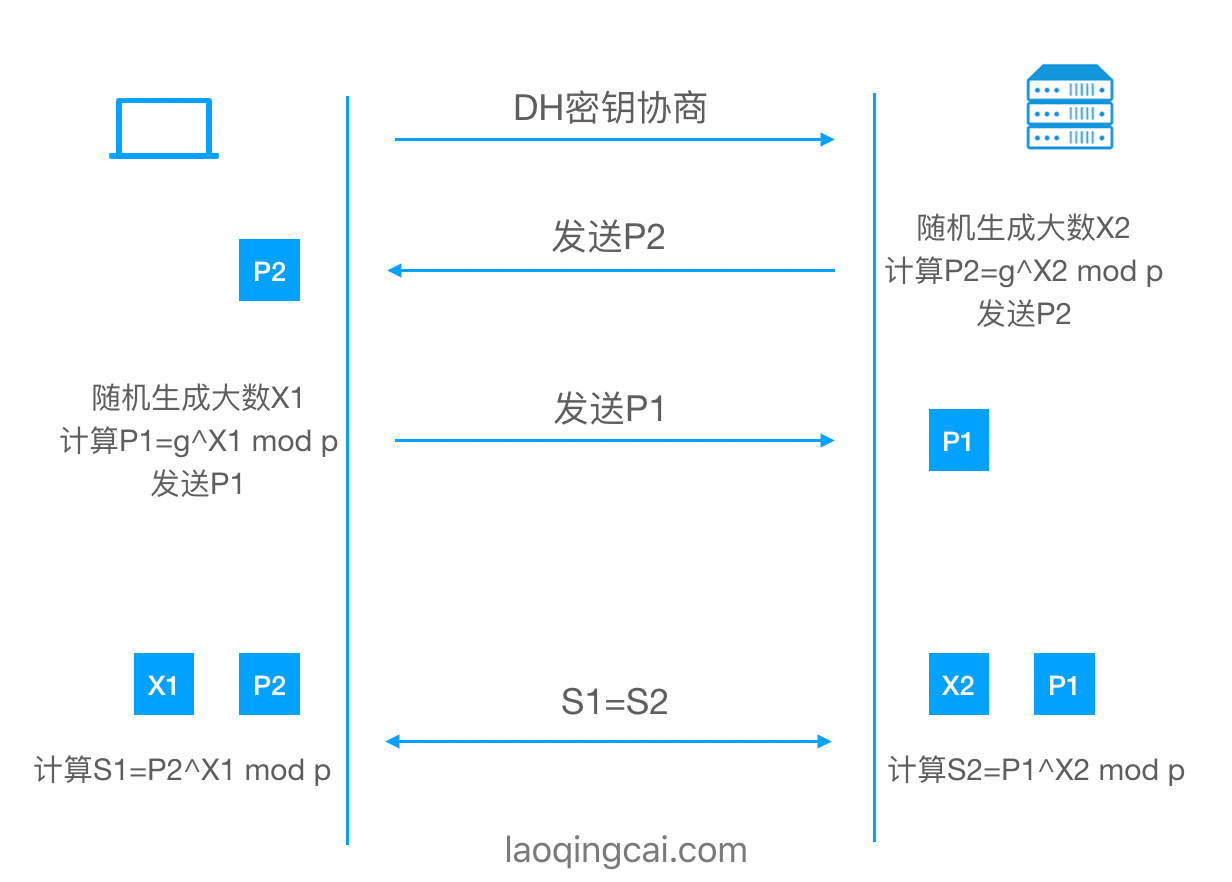 DH密钥协商
发送P2
随机生成大数X2
计算P2=g^X2 mod p
发送P2
P2
随机生成大数X1
计算P1=g^X1 mod p
发送P1
发送P1
P1
X1
P2
S1=S2
X2
P1
计算S1=P2^X1 mod p
计算S2=P1^X2 mod p
laoqingcai.com